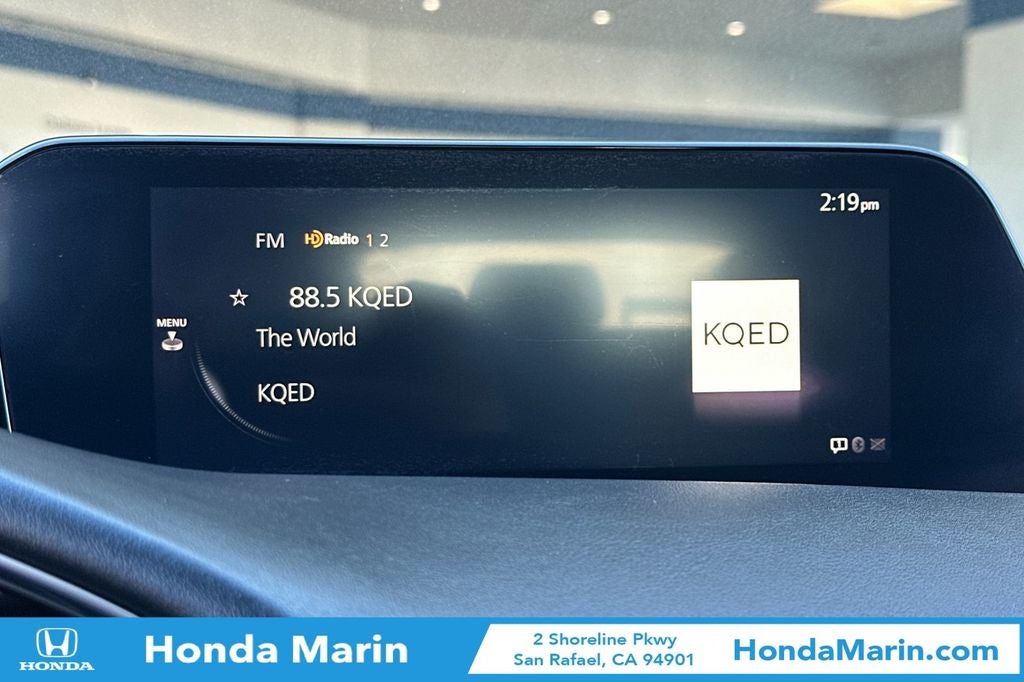 2:19pm
FM HD Radio 1 2
☆ 88.5 KQED
MENU
The World
KQED
KQED
Honda Marin
HONDA
2 Shoreline Pkwy
San Rafael, CA 94901
HondaMarin.com